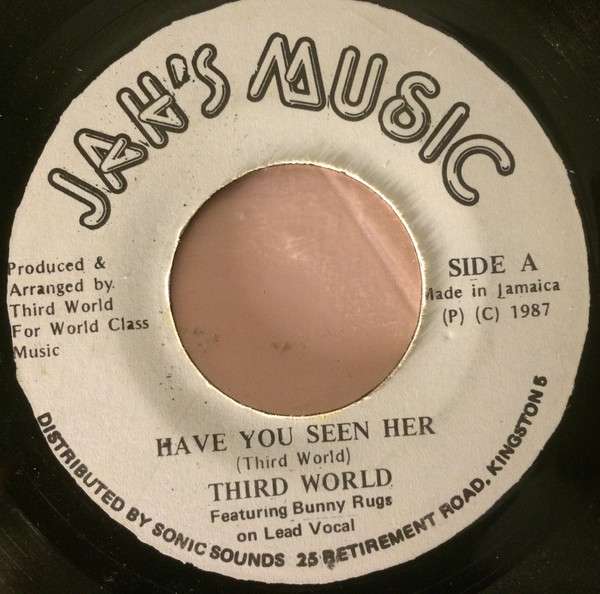 JAH'S MUSIC
Produced &
Arranged by.
Third World
For World Class
Music
SIDE A
Made in Jamaica
(P) (C) 1987
HAVE YOU SEEN HER
(Third World)
THIRD WORLD
Featuring Bunny Rugs
on Lead Vocal
DISTRIBUTED BY SONIC SOUNDS 25 RETIREMENT ROAD, KINGSTON 5